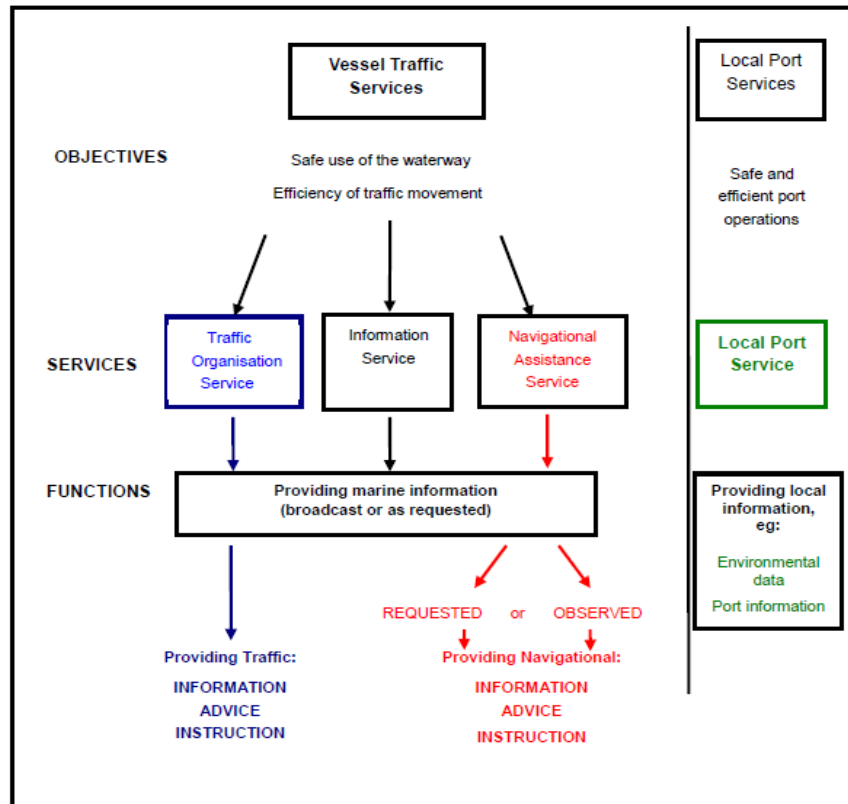 Vessel Traffic
Services
Local Port
Services
OBJECTIVES
Safe use of the waterway
Efficiency of traffic movement
Safe and
efficient port
operations
SERVICES
Traffic
Organisation
Service
Information
Service
Navigational
Assistance
Service
Local Port
Service
FUNCTIONS
Providing marine information
(broadcast or as requested)
Providing local
information,
eg:
Environmental
data
Port information
REQUESTED or OBSERVED
Providing Traffic:
INFORMATION
ADVICE
INSTRUCTION
Providing Navigational:
INFORMATION
ADVICE
INSTRUCTION